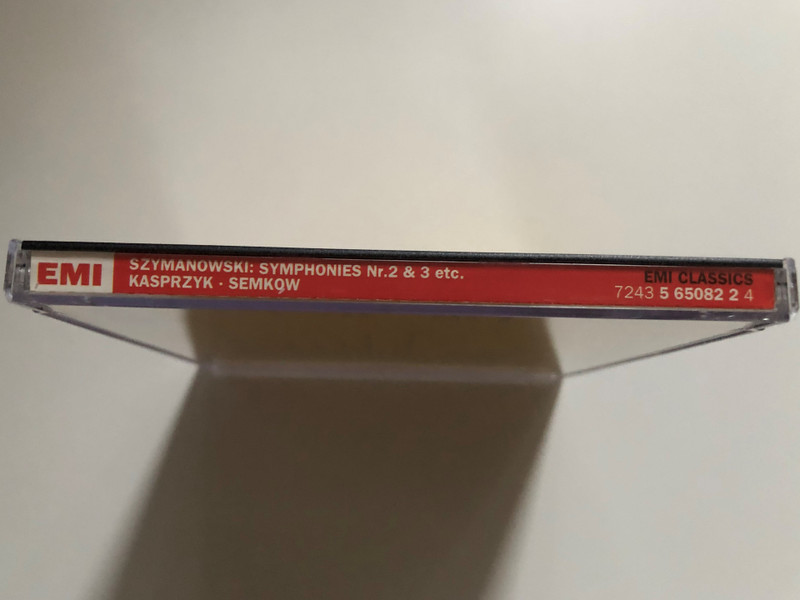 EMI
SZYMANOWSKI: SYMPHONIES Nr.2 & 3 etc.
KASPRZYK · SEMKOW
EMI CLASSICS
7243 5 65082 2 4